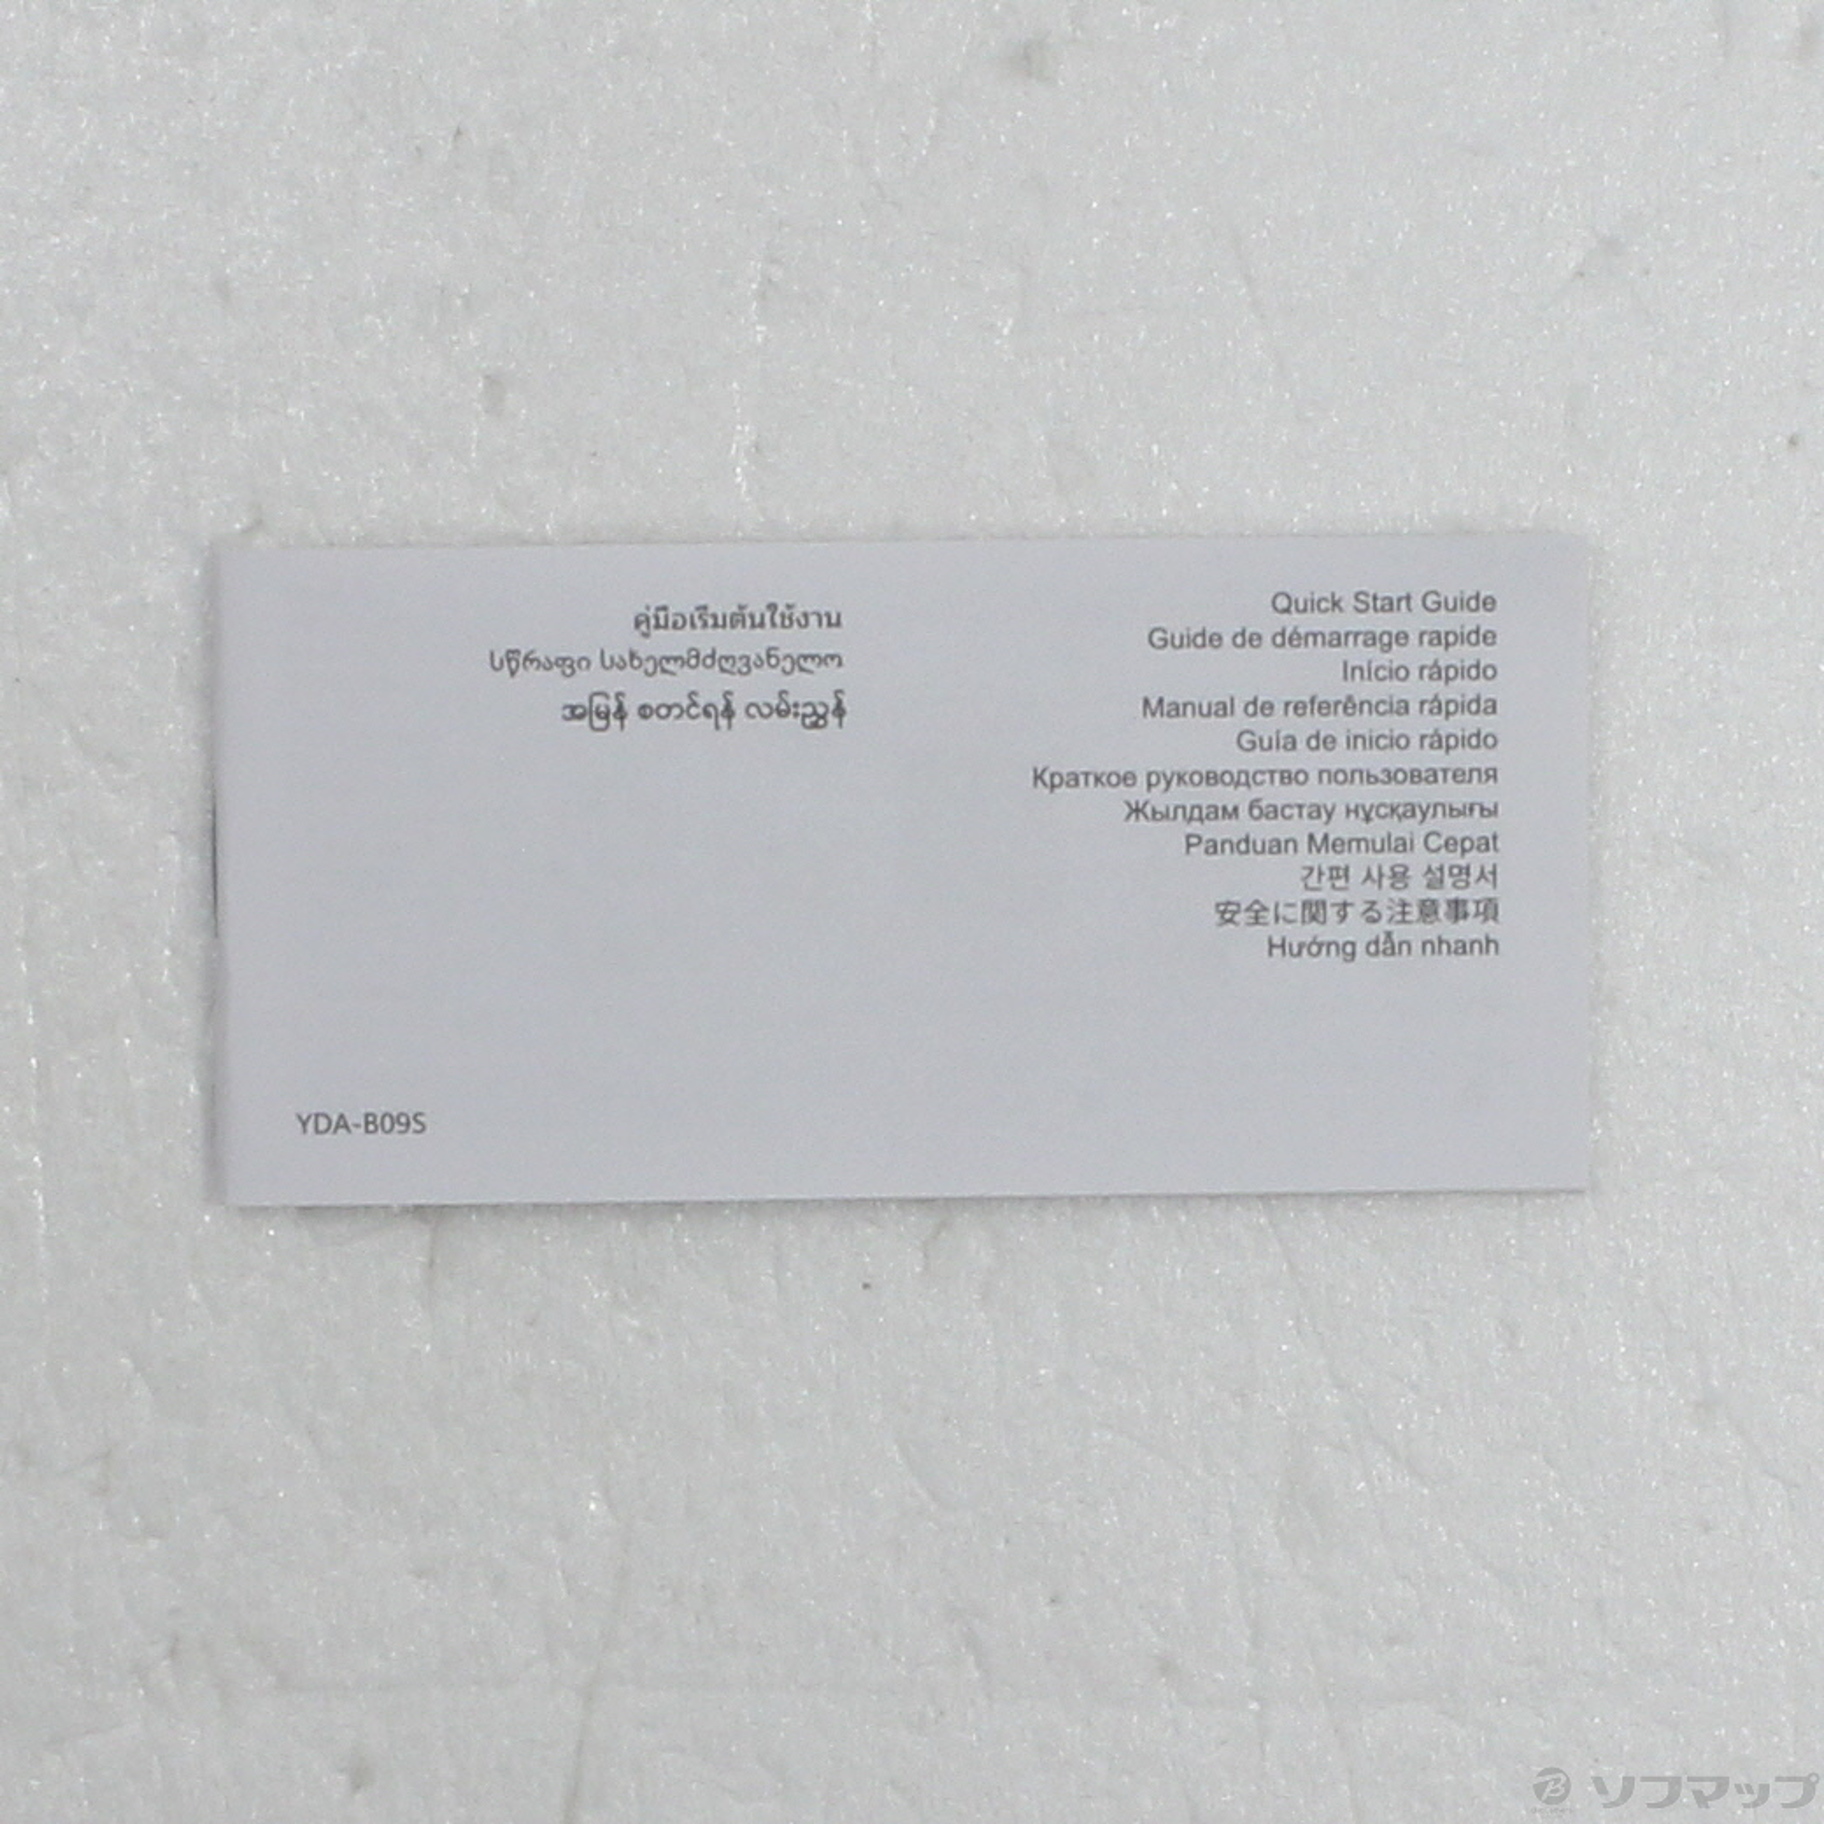 คู่มือเริ่มต้นใช้งาน
სწრაფი სახელმძღვანელო
အမြန် စတင်ရန် လမ်းညွှန်
Quick Start Guide
Guide de démarrage rapide
Início rápido
Manual de referência rápida
Guía de inicio rápido
Краткое руководство пользователя
Жылдам бастау нұсқаулығы
Panduan Memulai Cepat
간편 사용 설명서
安全に関する注意事項
Hướng dẫn nhanh
YDA-B09S
ソフマップ